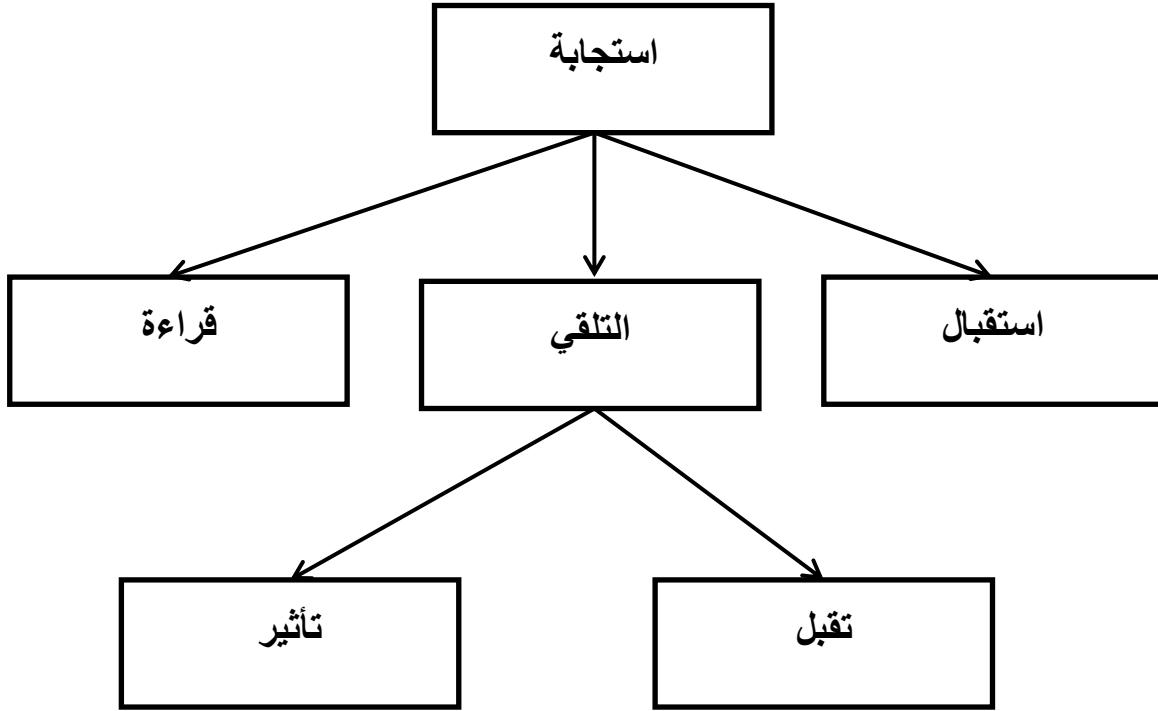 استجابة
استقبال
التلقي
قراءة
تقبل
تأثير